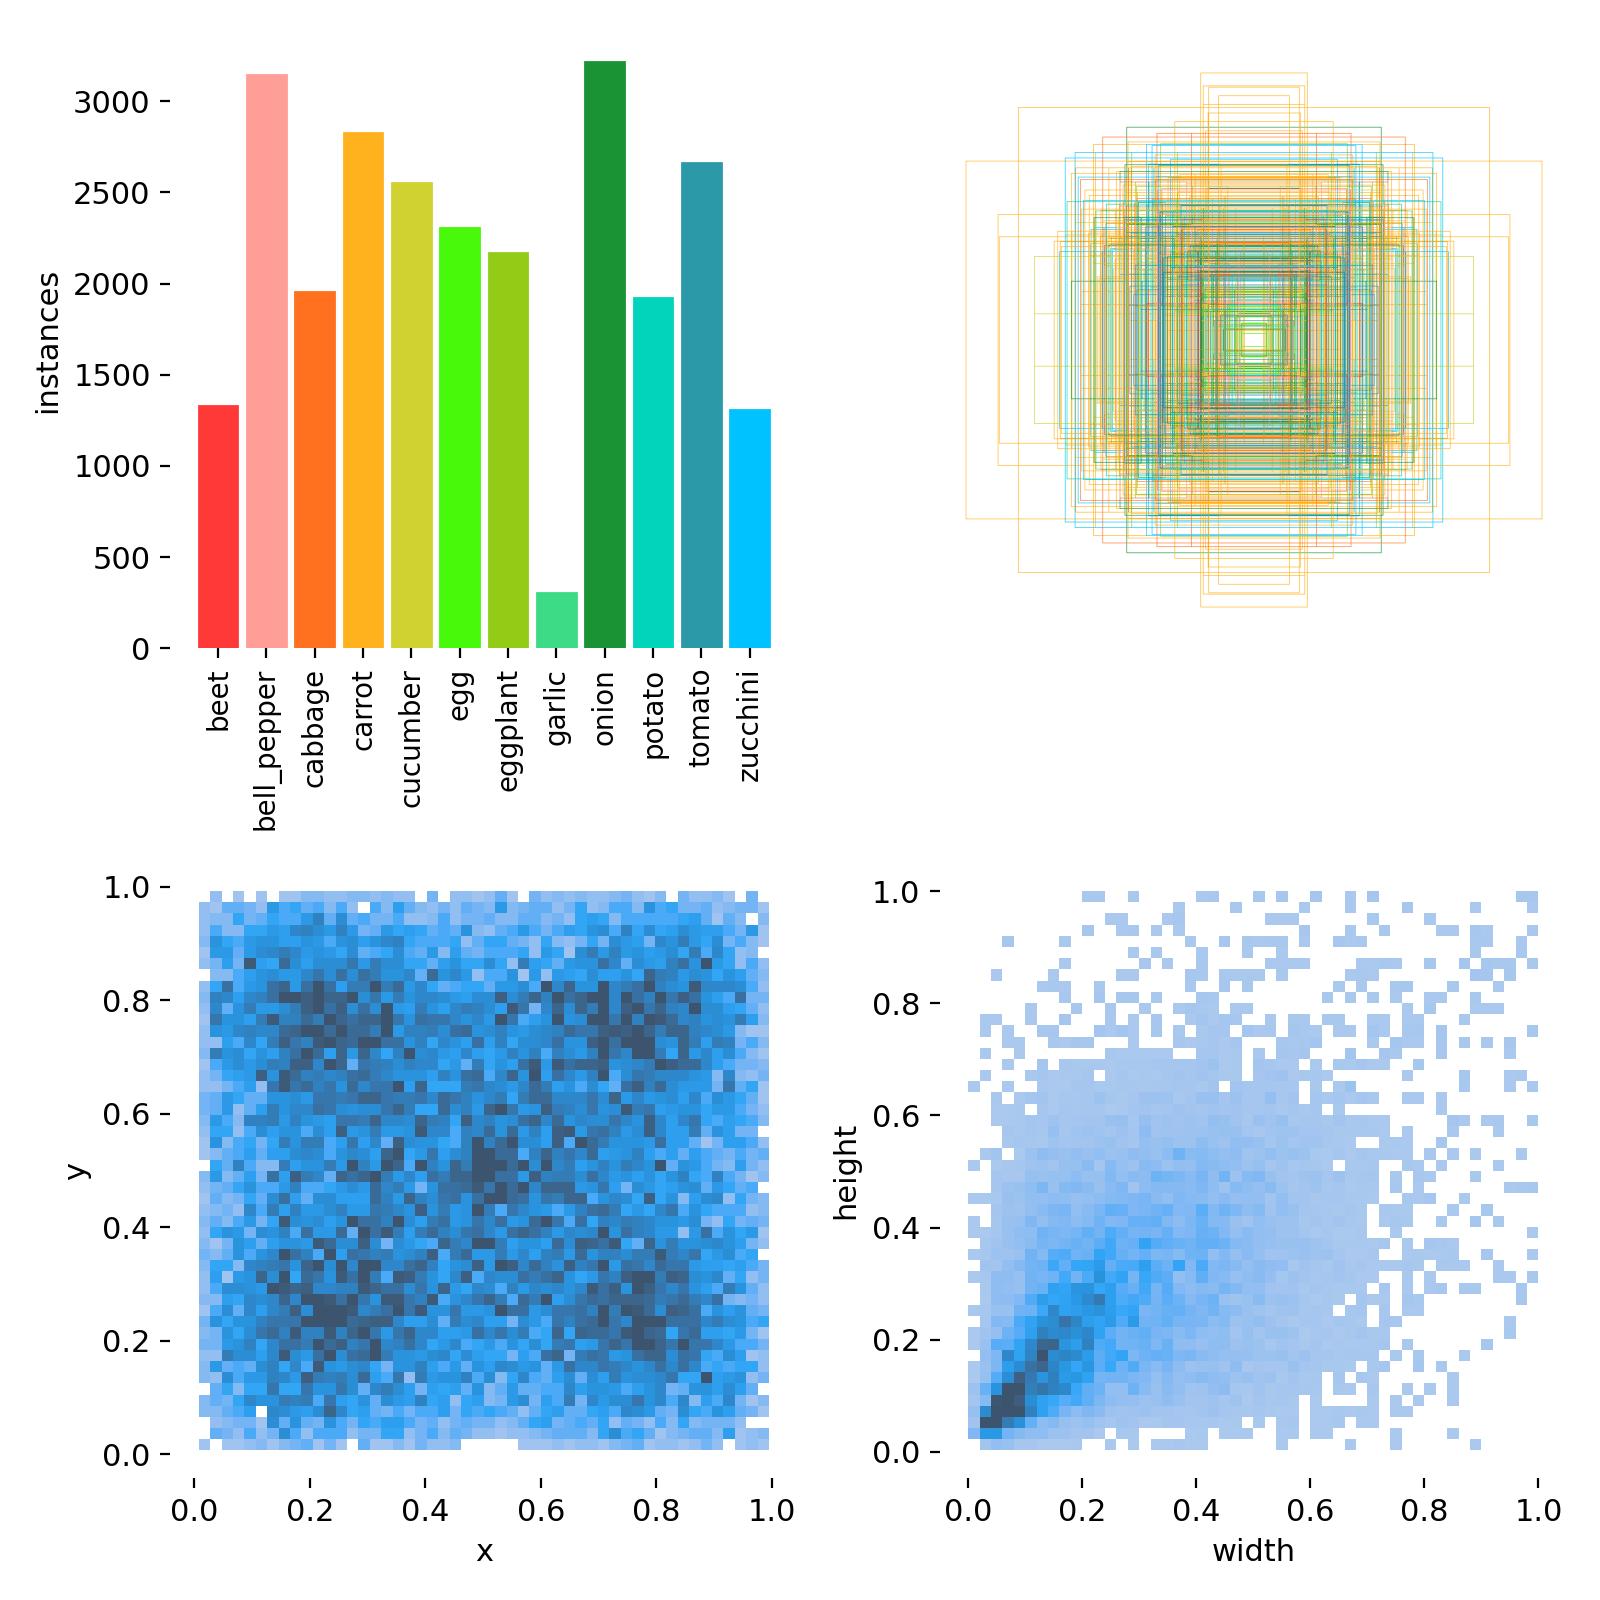 3000
2500
2000
1500
1000
500
0
instances
beet
bell_pepper
cabbage
carrot
cucumber
egg
eggplant
garlic
onion
potato
tomato
zucchini
1.0
0.8
0.6
0.4
0.2
0.0
y
0.0 0.2 0.4 0.6 0.8 1.0
x
1.0
0.8
0.6
0.4
0.2
0.0
height
0.0 0.2 0.4 0.6 0.8 1.0
width